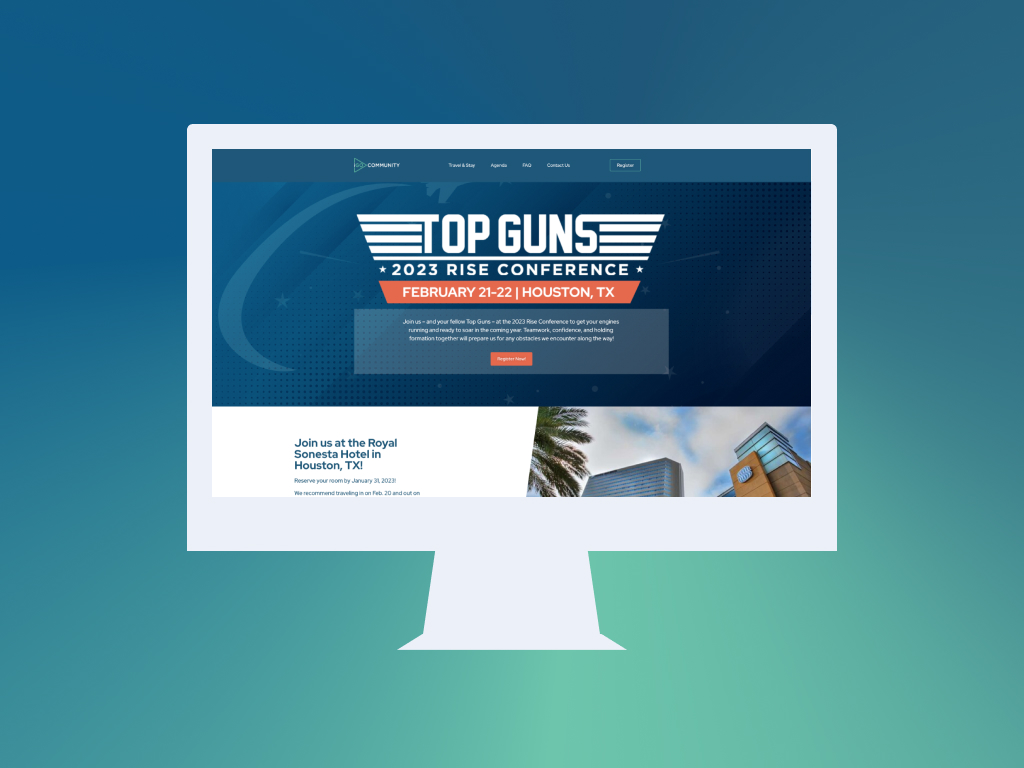 COMMUNITY
Travel & Stay
Agenda
FAQ
Contact Us
Register
TOP GUNS
2023 RISE CONFERENCE
FEBRUARY 21-22 | HOUSTON, TX
Join us – and your fellow Top Guns – at the 2023 Rise Conference to get your engines
running and ready to soar in the coming year. Teamwork, confidence, and holding
formation together will prepare us for any obstacles we encounter along the way!
Register Now!
Join us at the Royal
Sonesta Hotel in
Houston, TX!
Reserve your room by January 31, 2023!
We recommend traveling in on Feb. 20 and out on